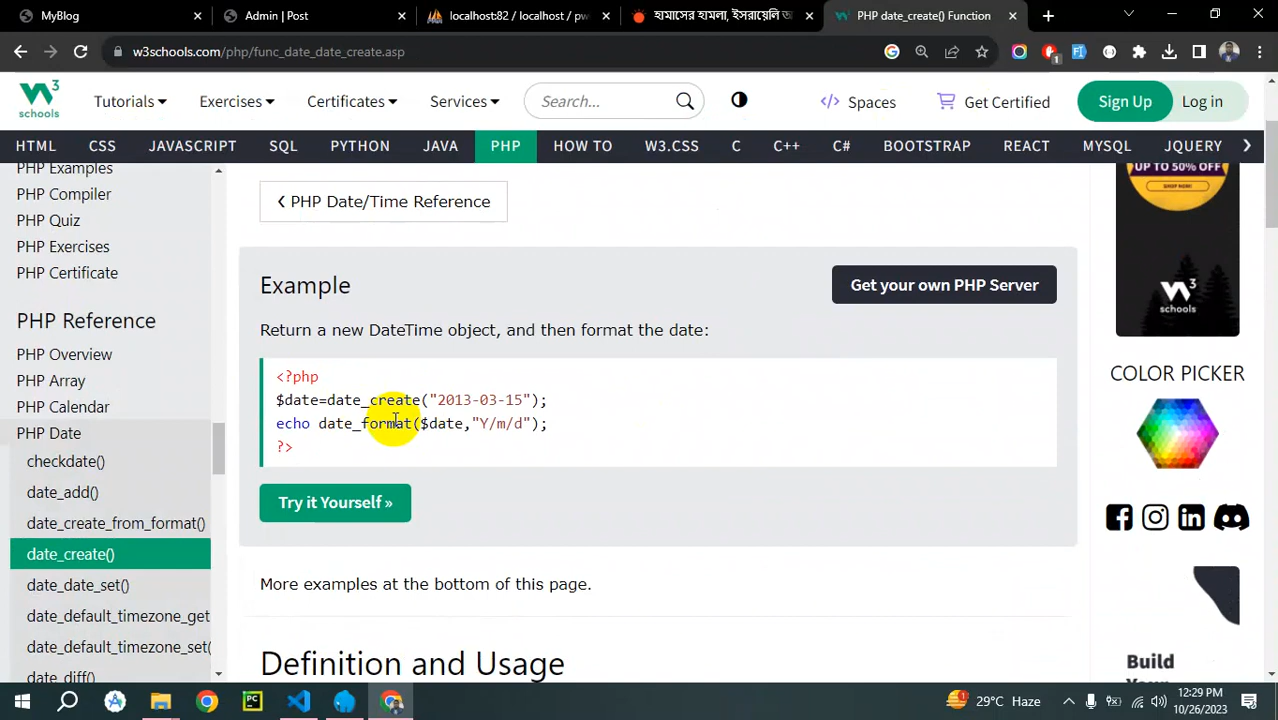 MyBlog
Admin | Post
localhost:82 / localhost / pw
হামাসের হামলা, ইসরায়েলি অ
PHP date_create() Function
w3schools.com/php/func_date_date_create.asp
1
schools
Tutorials
Exercises
Certificates
Services
Search...
Spaces
Get Certified
Sign Up
Log in
HTML
CSS
JAVASCRIPT
SQL
PYTHON
JAVA
PHP
HOW TO
W3.CSS
C
C++
C#
BOOTSTRAP
REACT
MYSQL
JQUERY
PHP Examples
PHP Compiler
PHP Quiz
PHP Exercises
PHP Certificate
PHP Reference
PHP Overview
PHP Array
PHP Calendar
PHP Date
checkdate()
date_add()
date_create_from_format()
date_create()
date_date_set()
date_default_timezone_get
date_default_timezone_set(
date_diff()
❮ PHP Date/Time Reference
Example
Get your own PHP Server
Return a new DateTime object, and then format the date:
<?php
$date=date_create("2013-03-15");
echo date_format($date,"Y/m/d");
?>
Try it Yourself »
More examples at the bottom of this page.
Definition and Usage
UP TO 50% OFF
SHOP NOW!
schools
COLOR PICKER
Build
29°C Haze
12:29 PM
10/26/2023